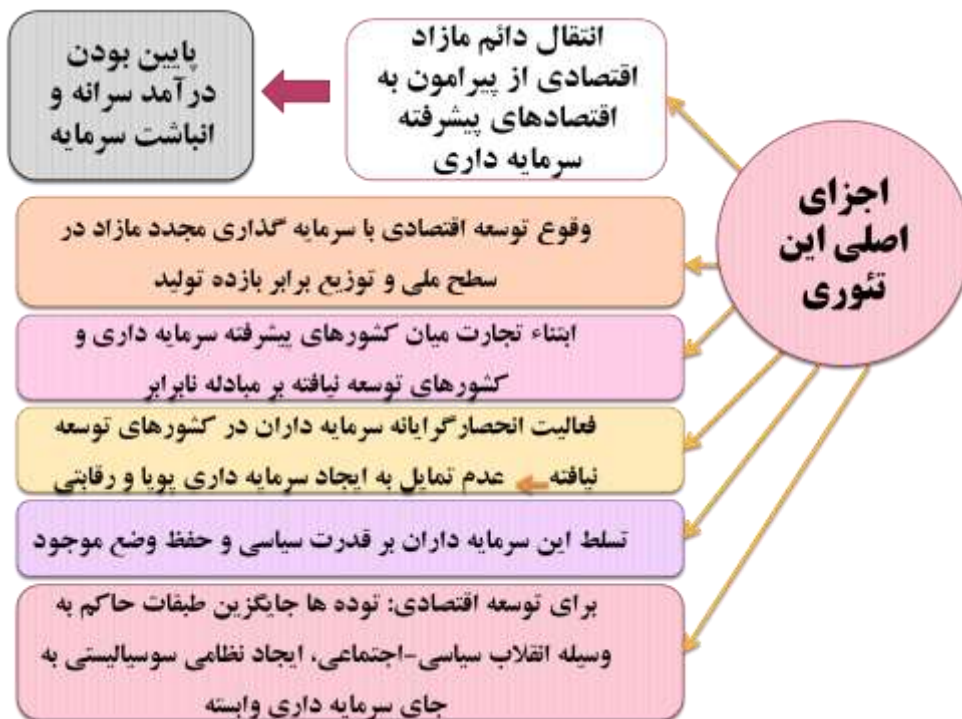 اجزای
اصلی این
تئوری
انتقال دائم مازاد
اقتصادی از پیرامون به
اقتصادهای پیشرفته
سرمایه داری
پایین بودن
درآمد سرانه و
انباشت سرمایه
وقوع توسعه اقتصادی با سرمایه گذاری مجدد مازاد در
سطح ملی و توزیع برابر بازده تولید
ابتناء تجارت میان کشورهای پیشرفته سرمایه داری و
کشورهای توسعه نیافته بر مبادله نابرابر
فعالیت انحصارگرایانه سرمایه داران در کشورهای توسعه
نیافته عدم تمایل به ایجاد سرمایه داری پویا و رقابتی
تسلط این سرمایه داران بر قدرت سیاسی و حفظ وضع موجود
برای توسعه اقتصادی: توده ها جایگزین طبقات حاکم به
وسیله انقلاب سیاسی-اجتماعی، ایجاد نظامی سوسیالیستی به
جای سرمایه داری وابسته